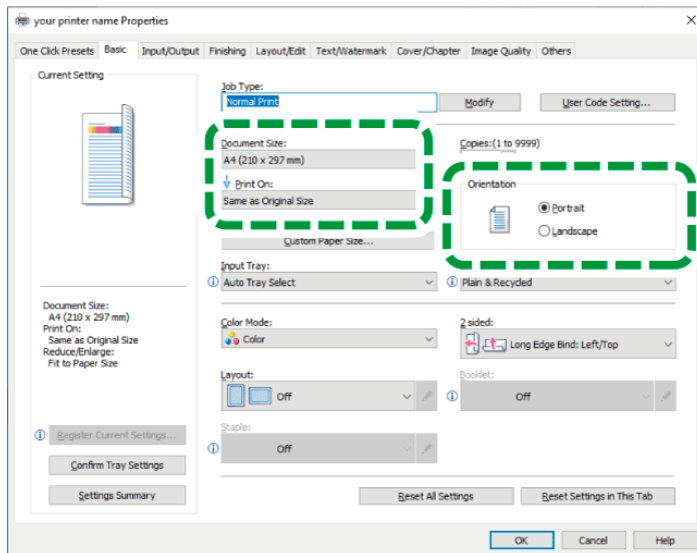 your printer name Properties
One Click Presets Basic Input/Output Finishing Layout/Edit Text/Watermark Cover/Chapter Image Quality Others
Current Setting
Job Type:
Normal Print
Modify
User Code Setting...
Document Size:
A4 (210 x 297 mm)
Print On:
Same as Original Size
Custom Paper Size...
Copies:(1 to 9999)
Orientation
Portrait
Landscape
Input Tray:
Auto Tray Select
Plain & Recycled
Document Size:
A4 (210 x 297 mm)
Print On:
Same as Original Size
Reduce/Enlarge:
Fit to Paper Size
Color Mode:
Color
2 sided:
Long Edge Bind: Left/Top
Layout:
Off
Booklet:
Off
Staple:
Off
Register Current Settings...
Confirm Tray Settings
Settings Summary
Reset All Settings
Reset Settings in This Tab
OK
Cancel
Help